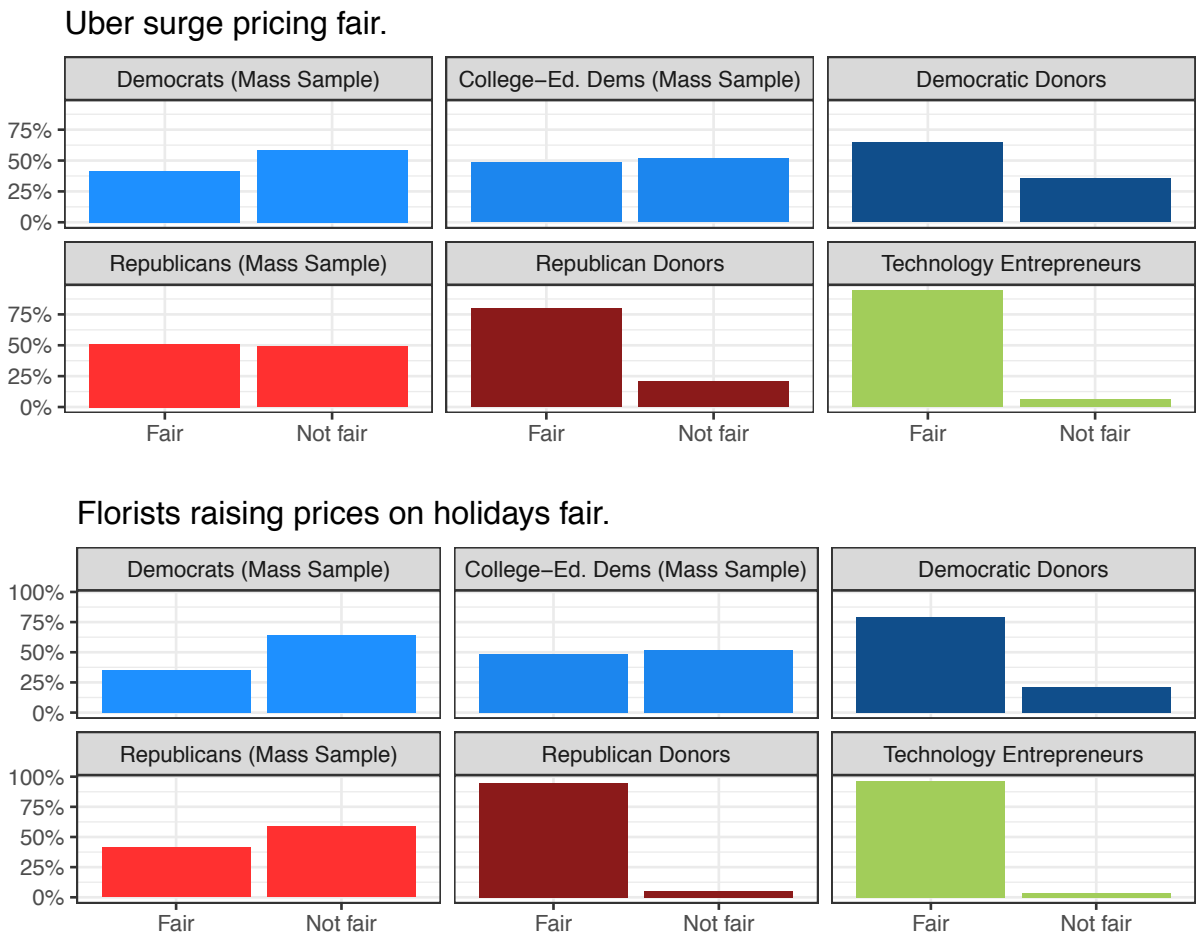 Uber surge pricing fair.
Democrats (Mass Sample)
College−Ed. Dems (Mass Sample)
Democratic Donors
75%
50%
25%
0%
Republicans (Mass Sample)
Republican Donors
Technology Entrepreneurs
75%
50%
25%
0%
Fair
Not fair
Fair
Not fair
Fair
Not fair
Florists raising prices on holidays fair.
Democrats (Mass Sample)
College−Ed. Dems (Mass Sample)
Democratic Donors
100%
75%
50%
25%
0%
Republicans (Mass Sample)
Republican Donors
Technology Entrepreneurs
100%
75%
50%
25%
0%
Fair
Not fair
Fair
Not fair
Fair
Not fair